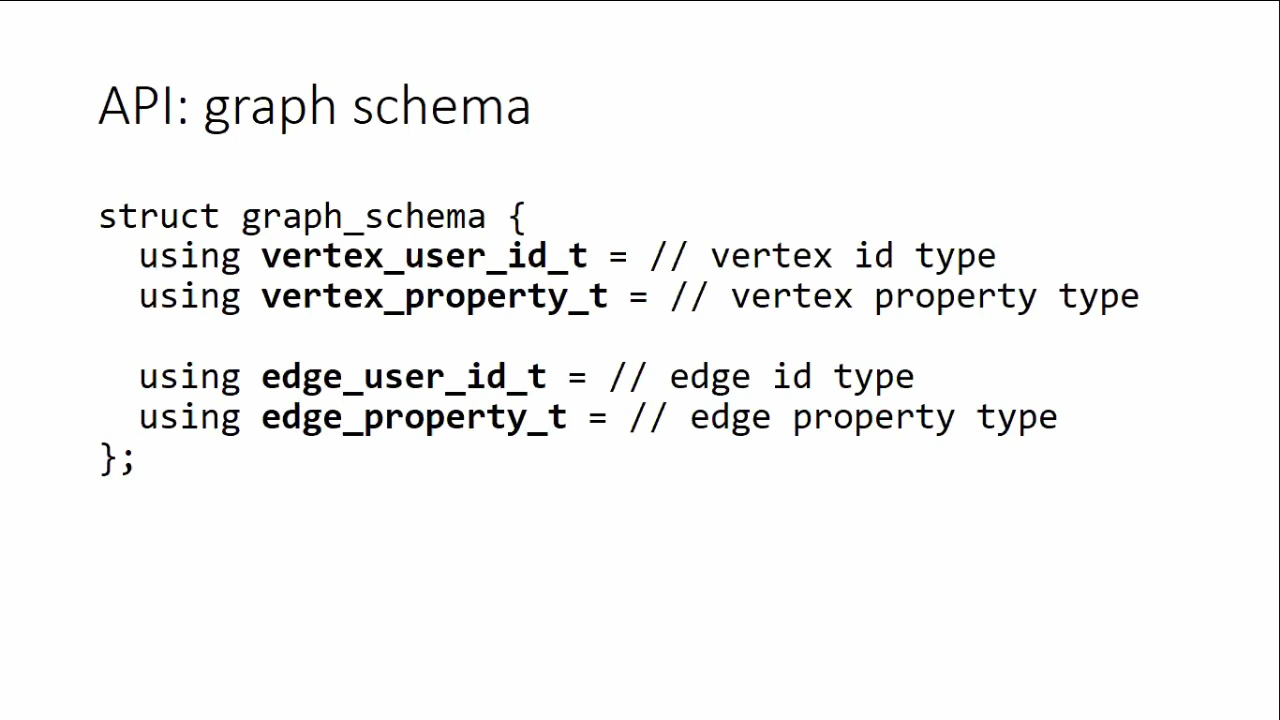 API: graph schema
struct graph_schema {
  using vertex_user_id_t = // vertex id type
  using vertex_property_t = // vertex property type
  using edge_user_id_t = // edge id type
  using edge_property_t = // edge property type
};